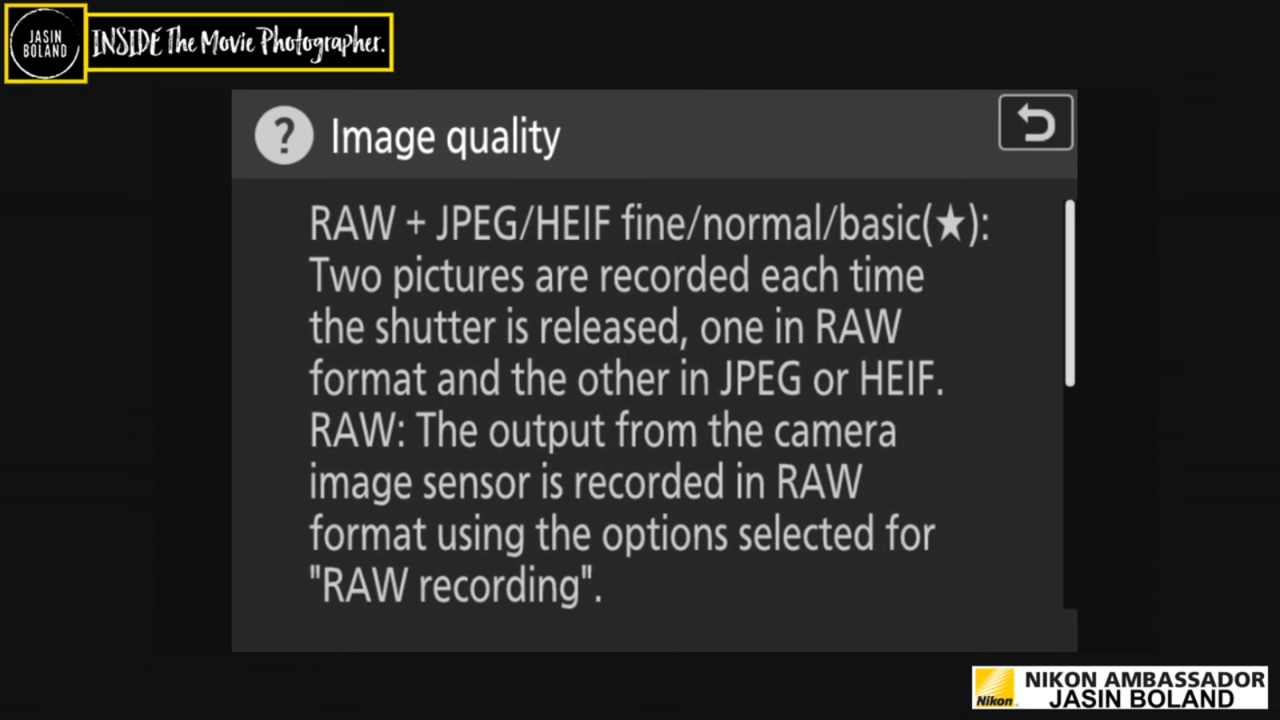 JASIN
BOLAND
INSIDE The Movie Photographer.
? Image quality
RAW + JPEG/HEIF fine/normal/basic(★):
Two pictures are recorded each time
the shutter is released, one in RAW
format and the other in JPEG or HEIF.
RAW: The output from the camera
image sensor is recorded in RAW
format using the options selected for
"RAW recording".
Nikon
NIKON AMBASSADOR
JASIN BOLAND